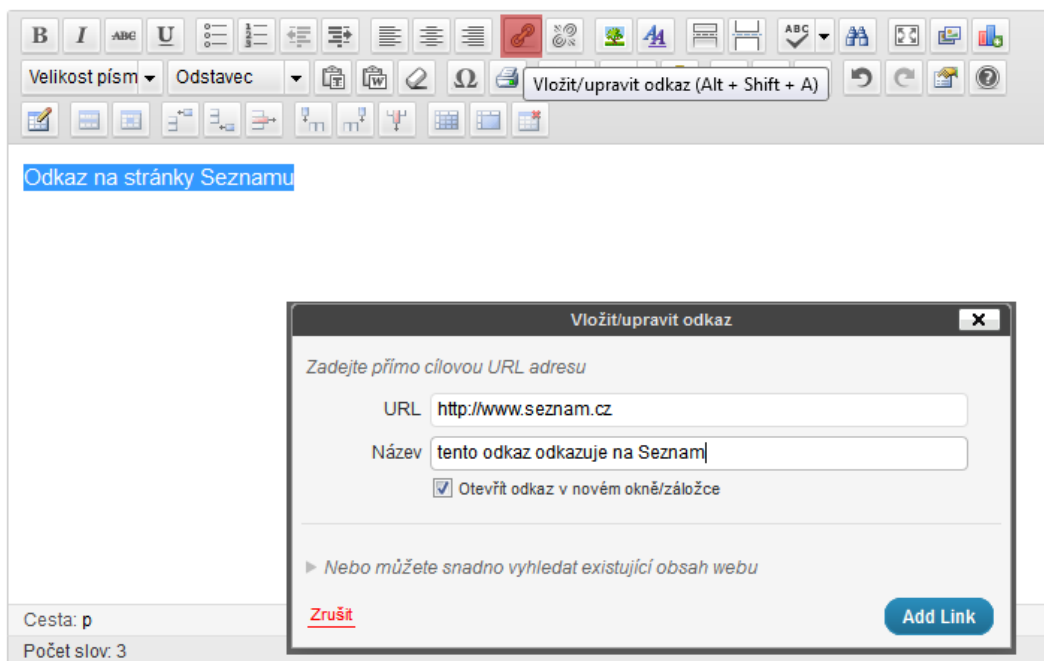 B I ABC U ABC
Velikost písm Odstavec
Vložit/upravit odkaz (Alt + Shift + A)
Odkaz na stránky Seznamu
Vložit/upravit odkaz
Zadejte přímo cílovou URL adresu
URL http://www.seznam.cz
Název tento odkaz odkazuje na Seznam
Otevřít odkaz v novém okně/záložce
Nebo můžete snadno vyhledat existující obsah webu
Zrušit Add Link
Cesta: p
Počet slov: 3